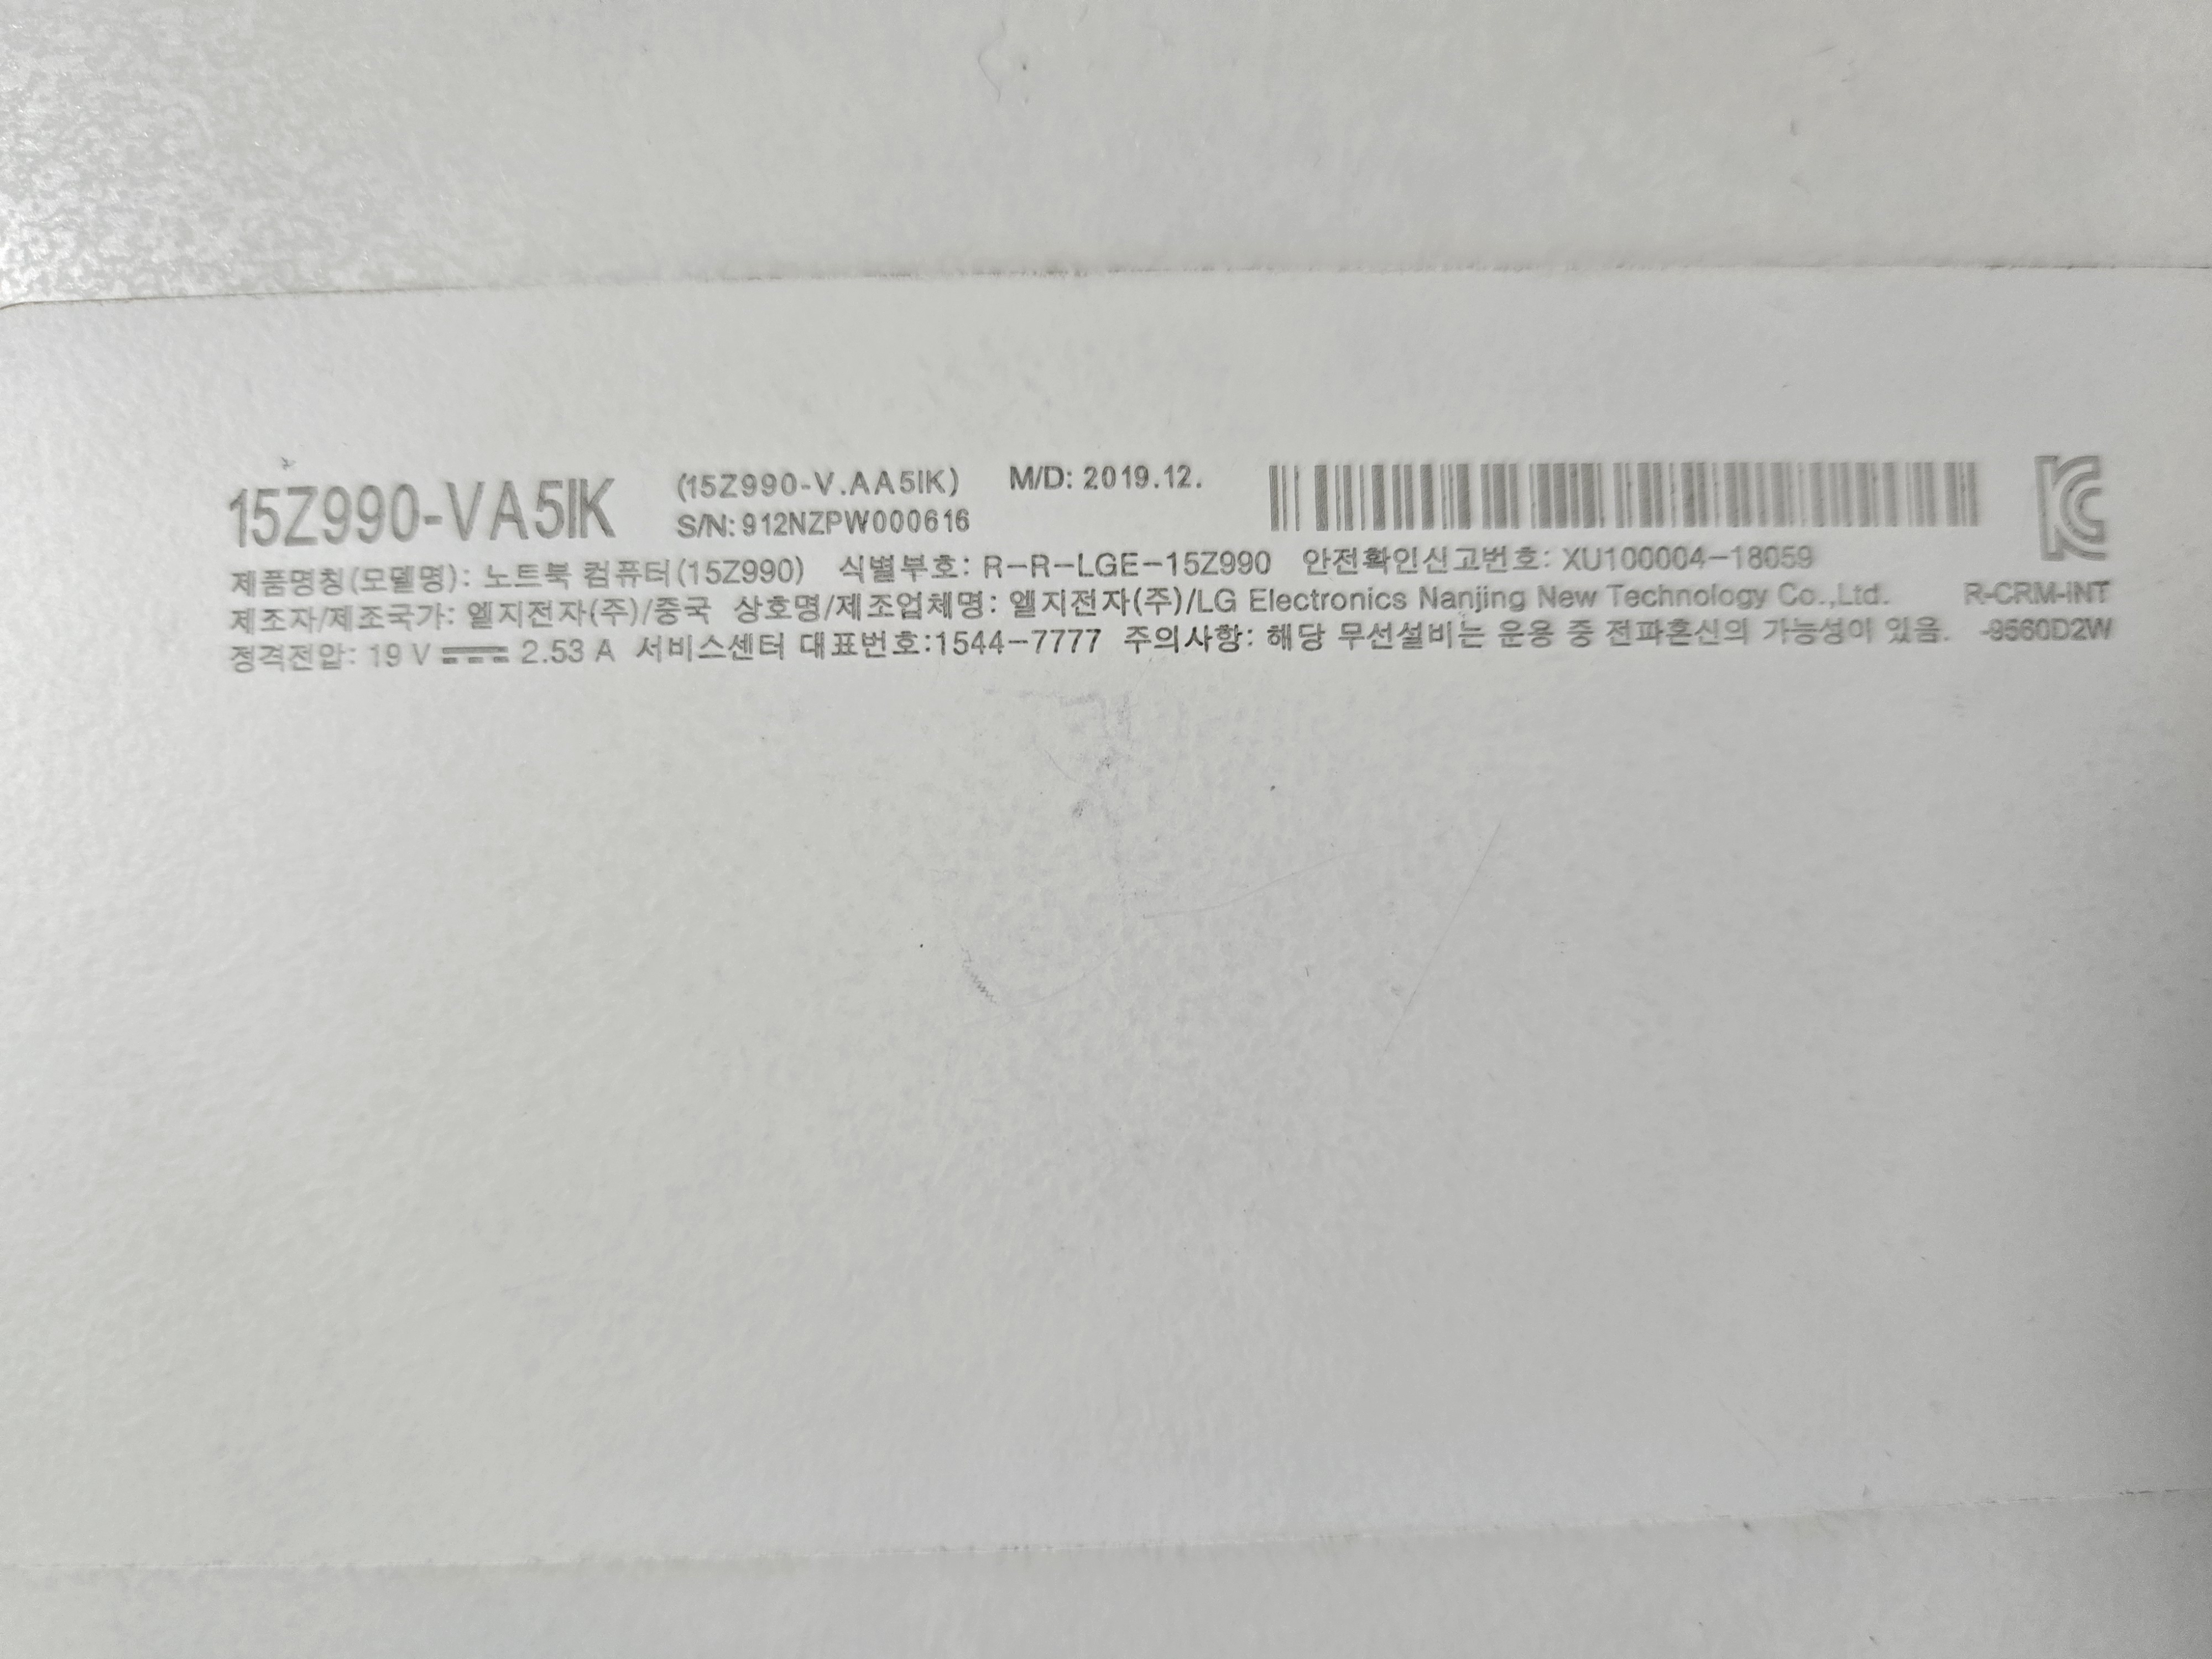 15Z990-VA5IK (15Z990-V.AA5IK) M/D: 2019.12.
S/N: 912NZPW000616
제품명칭(모델명): 노트북 컴퓨터(15Z990) 식별부호: R-R-LGE-15Z990 안전확인신고번호: XU100004-18059
제조자/제조국가: 엘지전자(주)/중국 상호명/제조업체명: 엘지전자(주)/LG Electronics Nanjing New Technology Co.,Ltd. R-CRM-INT
정격전압: 19 V 2.53 A 서비스센터 대표번호:1544-7777 주의사항: 해당 무선설비는 운용 중 전파혼신의 가능성이 있음. -9560D2W